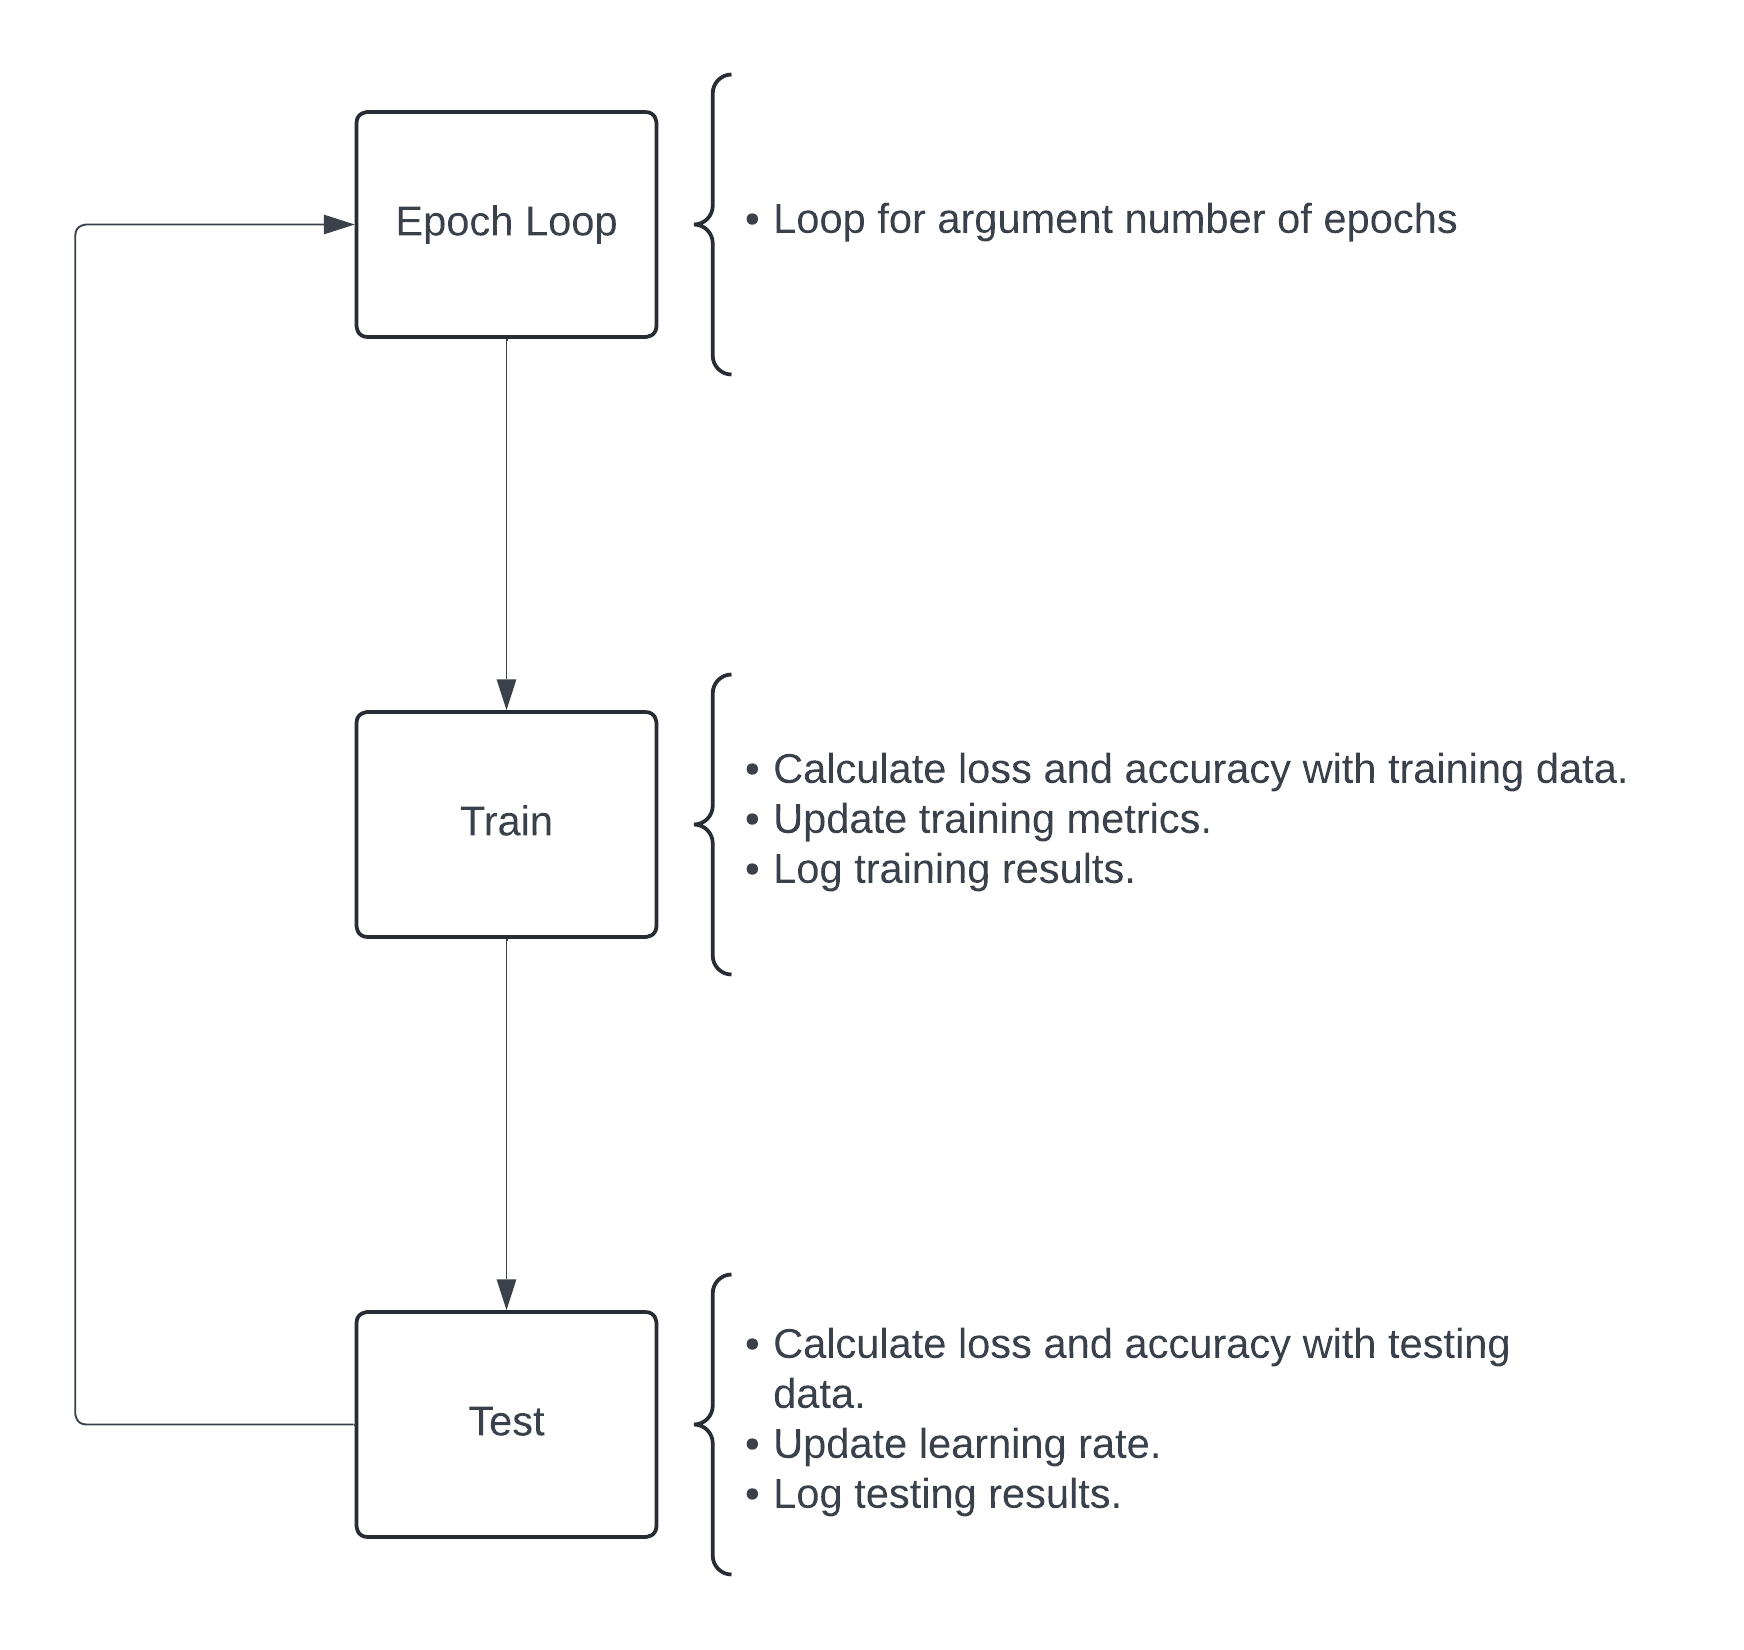 Epoch Loop
• Loop for argument number of epochs
Train
• Calculate loss and accuracy with training data.
• Update training metrics.
• Log training results.
Test
• Calculate loss and accuracy with testing
data.
• Update learning rate.
• Log testing results.